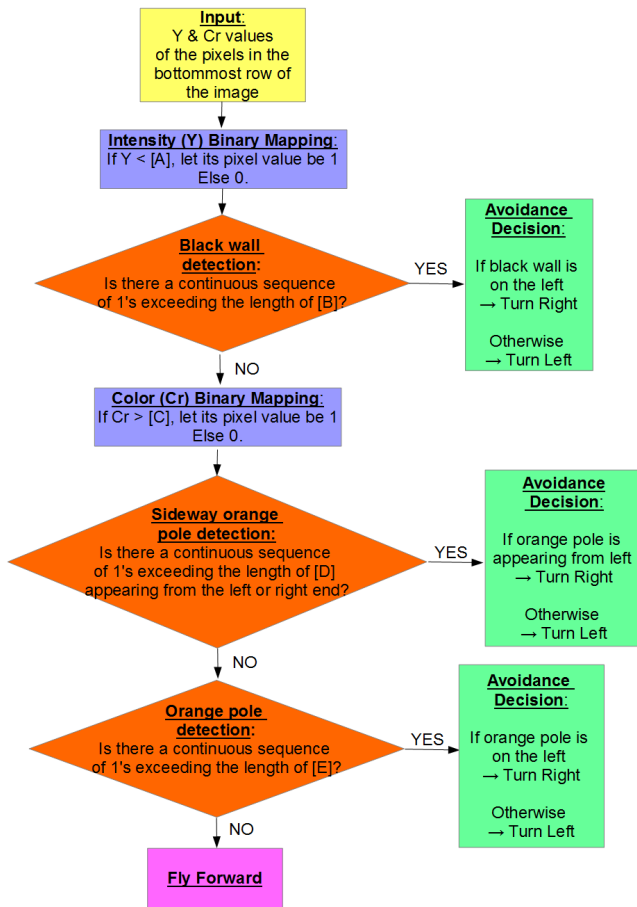 Input:
Y & Cr values
of the pixels in the
bottommost row of
the image
Intensity (Y) Binary Mapping:
If Y < [A], let its pixel value be 1
Else 0.
Black wall
detection:
Is there a continuous sequence
of 1's exceeding the length of [B]?
YES
Avoidance
Decision:
If black wall is
on the left
→ Turn Right
Otherwise
→ Turn Left
NO
Color (Cr) Binary Mapping:
If Cr > [C], let its pixel value be 1
Else 0.
Sideway orange
pole detection:
Is there a continuous sequence
of 1's exceeding the length of [D]
appearing from the left or right end?
YES
Avoidance
Decision:
If orange pole is
appearing from left
→ Turn Right
Otherwise
→ Turn Left
NO
Orange pole
detection:
Is there a continuous sequence
of 1's exceeding the length of [E]?
YES
Avoidance
Decision:
If orange pole is
on the left
→ Turn Right
Otherwise
→ Turn Left
NO
Fly Forward